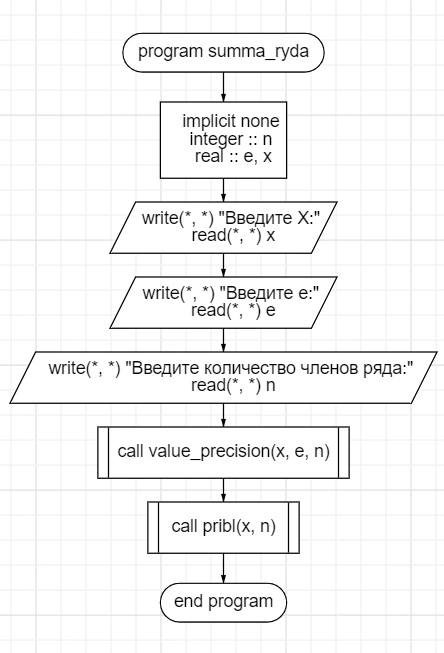 program summa_ryda
implicit none
integer :: n
real :: e, x
write(*, *) "Введите X:"
read(*, *) x
write(*, *) "Введите e:"
read(*, *) e
write(*, *) "Введите количество членов ряда:"
read(*, *) n
call value_precision(x, e, n)
call pribl(x, n)
end program